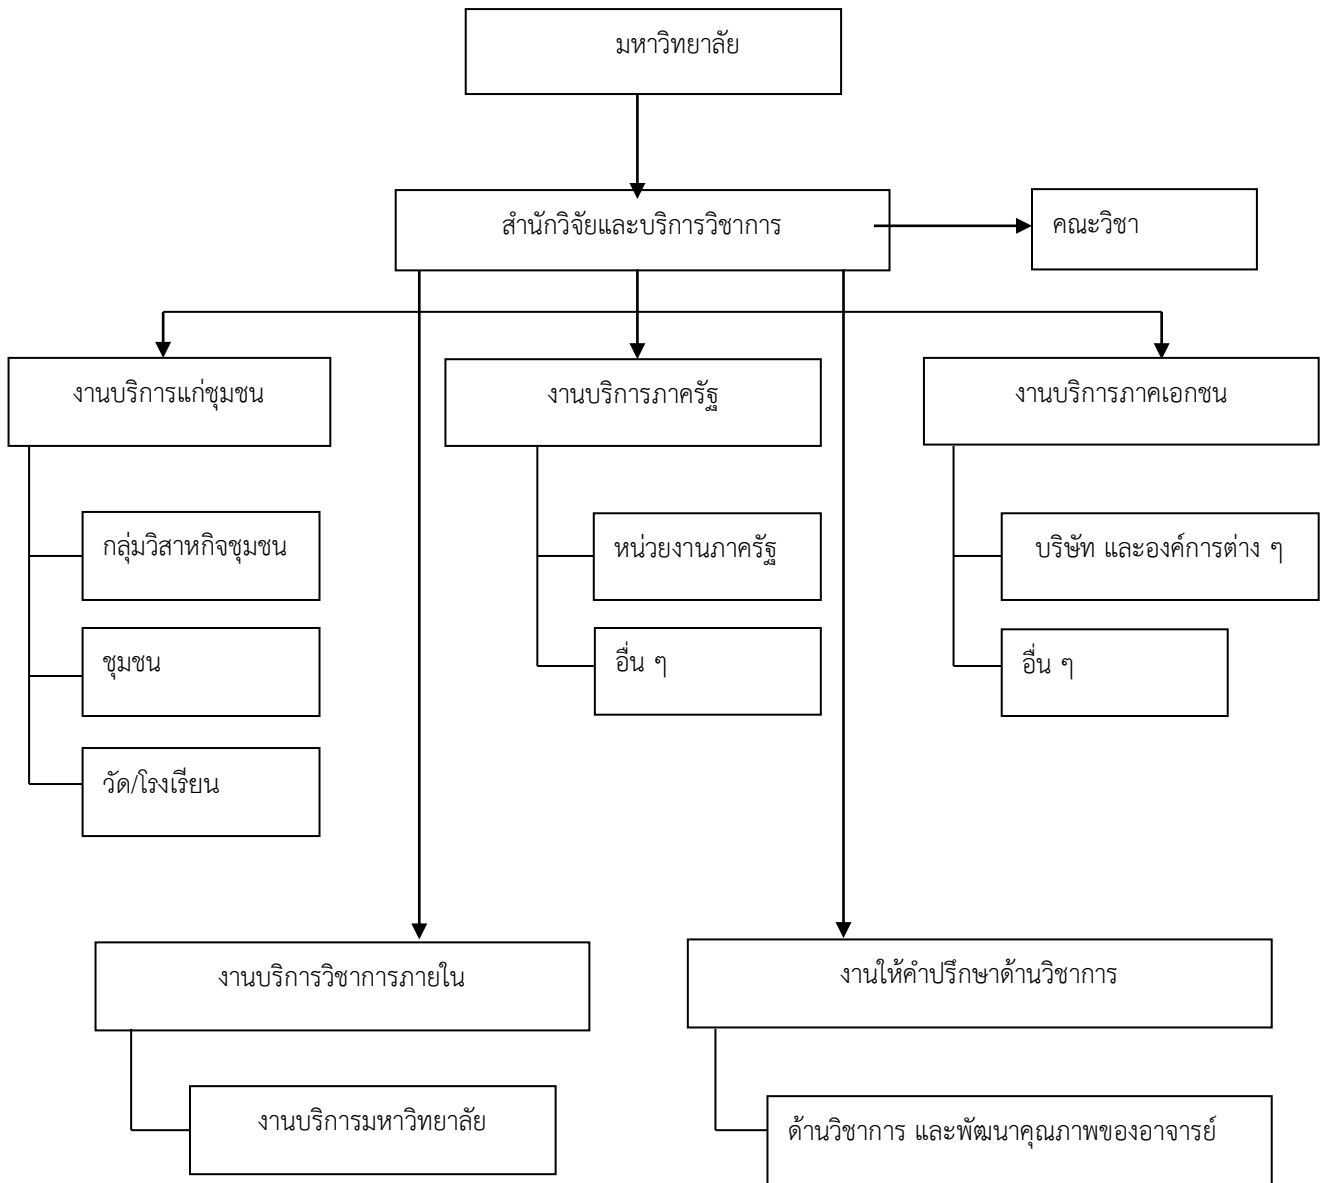 มหาวิทยาลัย
สำนักวิจัยและบริการวิชาการ
คณะวิชา
งานบริการแก่ชุมชน
งานบริการภาครัฐ
งานบริการภาคเอกชน
กลุ่มวิสาหกิจชุมชน
หน่วยงานภาครัฐ
บริษัท และองค์การต่าง ๆ
ชุมชน
อื่น ๆ
อื่น ๆ
วัด/โรงเรียน
งานบริการวิชาการภายใน
งานให้คำปรึกษาด้านวิชาการ
งานบริการมหาวิทยาลัย
ด้านวิชาการ และพัฒนาคุณภาพของอาจารย์